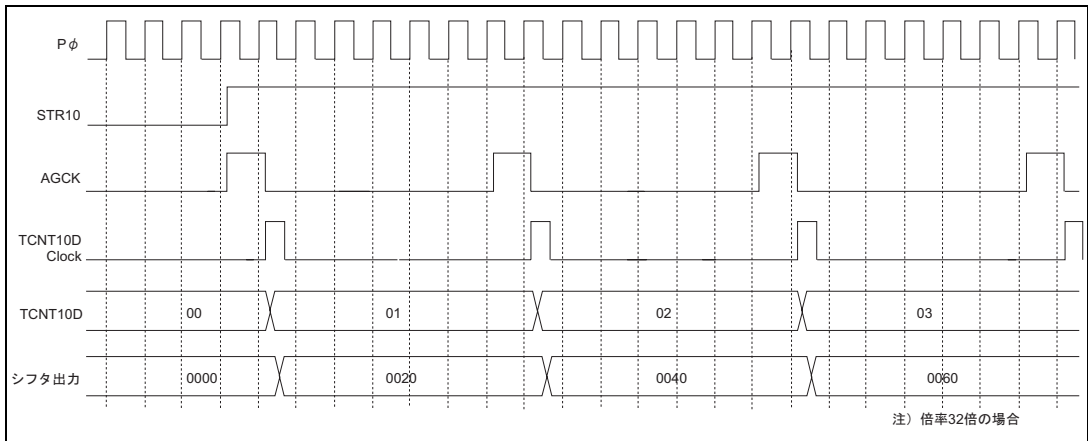 Pφ
STR10
AGCK
TCNT10D
Clock
TCNT10D
00
01
02
03
シフタ出力
0000
0020
0040
0060
注）倍率32倍の場合